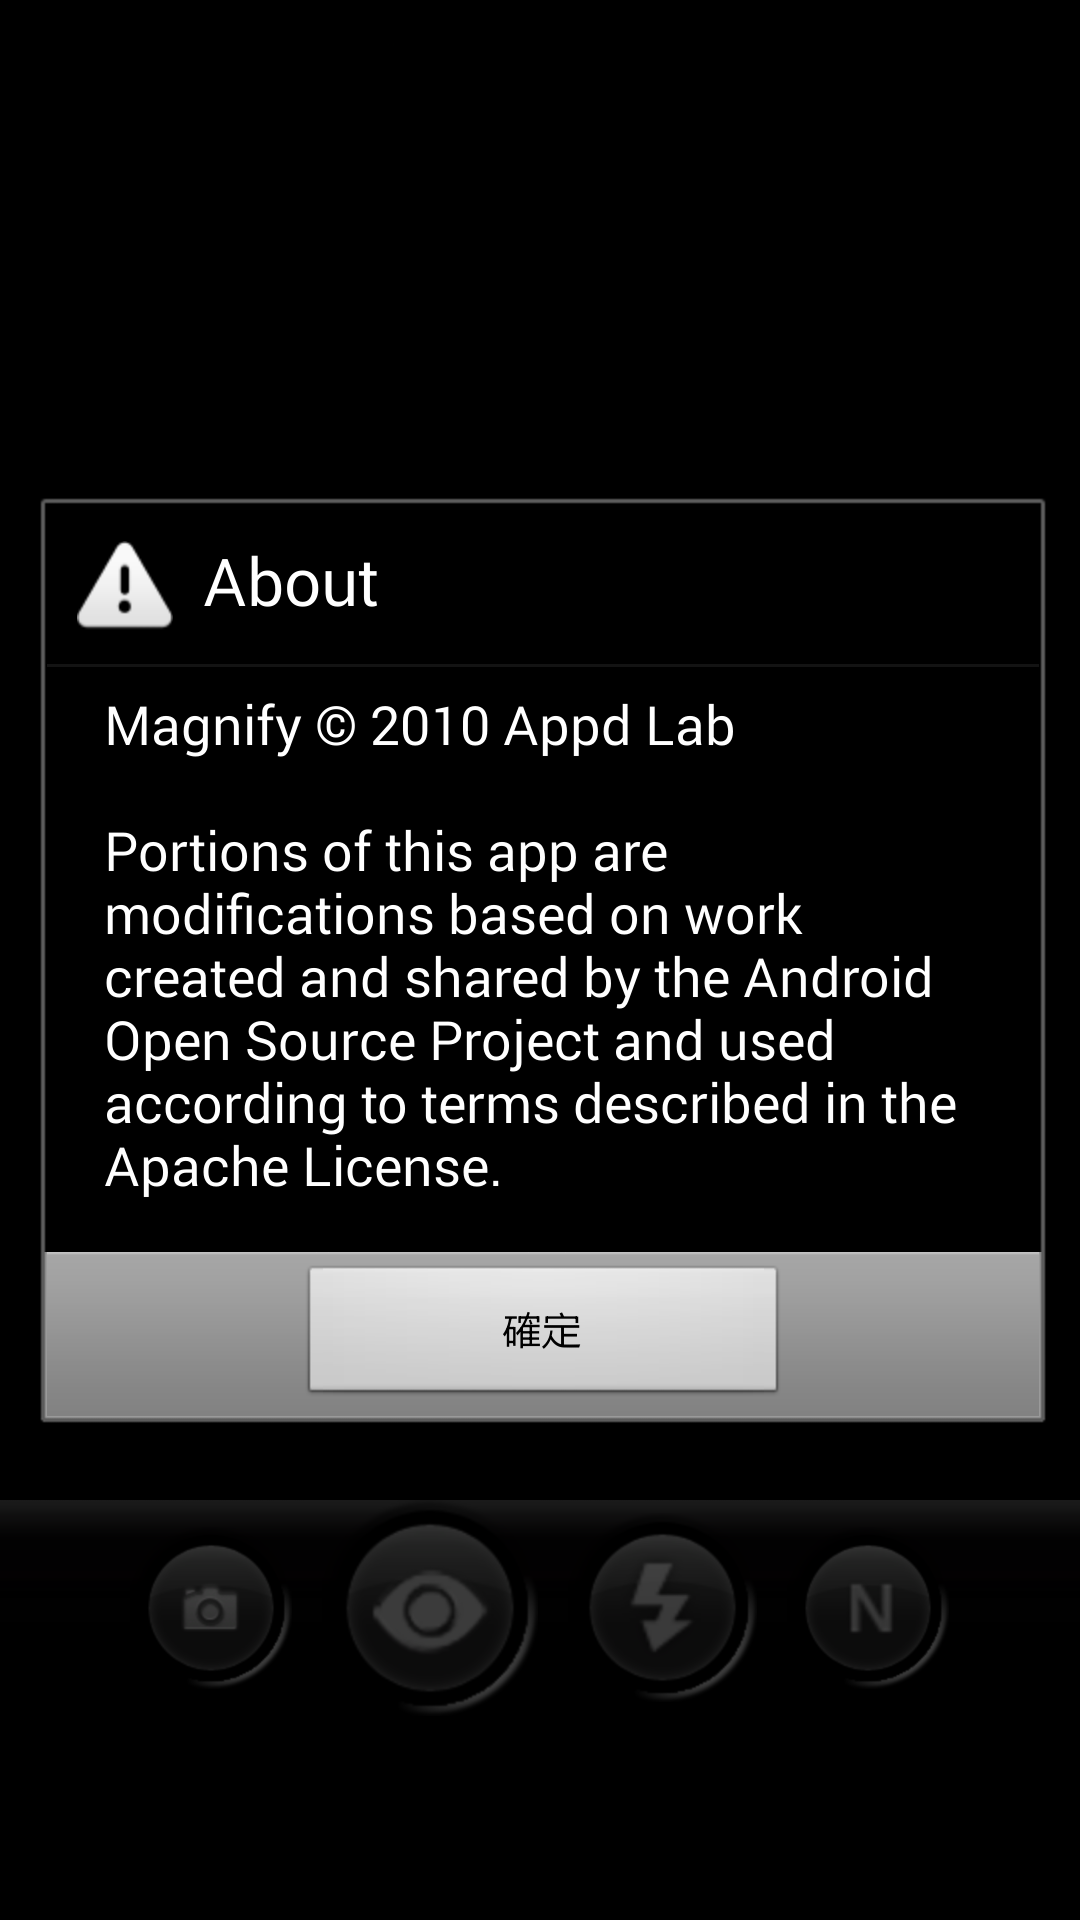 About
Magnify © 2010 Appd Lab
Portions of this app are
modifications based on work
created and shared by the Android
Open Source Project and used
according to terms described in the
Apache License.
確定
N